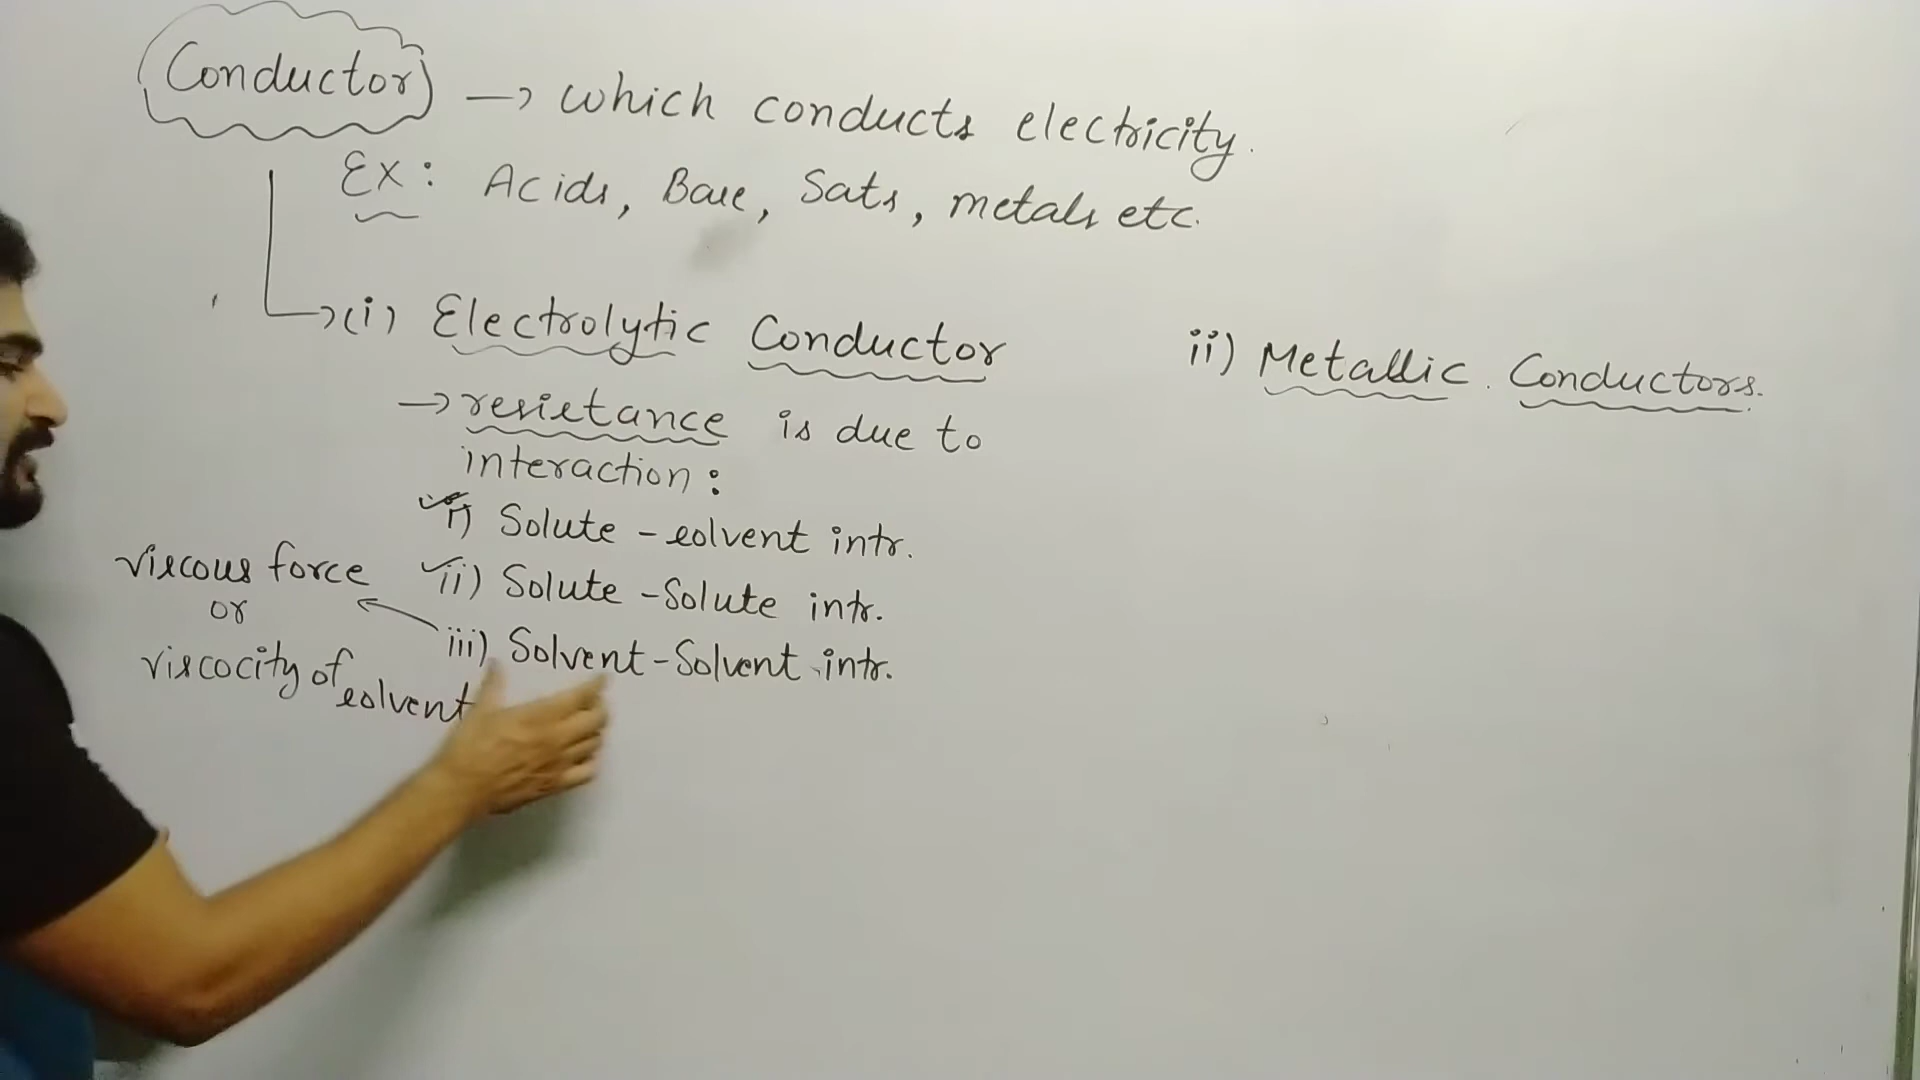 Conductor → which conducts electricity.
Ex: Acids, Base, Sats, metals etc.
→ (i) Electrolytic Conductor
→ resistance is due to
interaction:
i) Solute - solvent intr.
ii) Solute - Solute intr.
iii) Solvent - Solvent intr.
viscous force
or
viscocity of solvent
ii) Metallic Conductors.